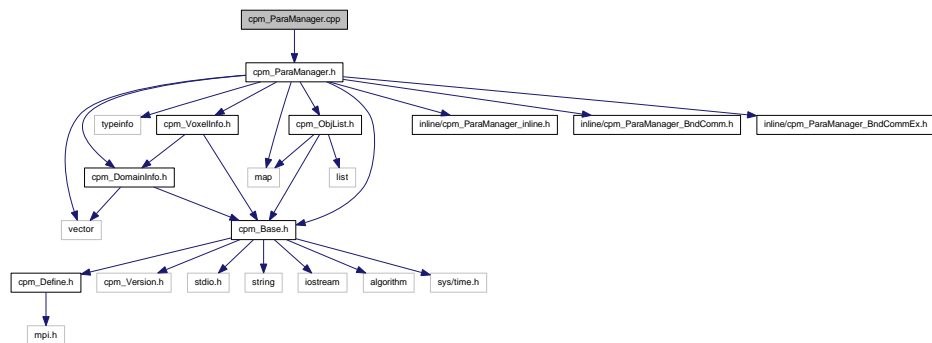 cpm_ParaManager.cpp
cpm_ParaManager.h
typeinfo
cpm_VoxelInfo.h
cpm_ObjList.h
inline/cpm_ParaManager_inline.h
inline/cpm_ParaManager_BndComm.h
inline/cpm_ParaManager_BndCommEx.h
cpm_DomainInfo.h
map
list
vector
cpm_Base.h
cpm_Define.h
cpm_Version.h
stdio.h
string
iostream
algorithm
sys/time.h
mpi.h